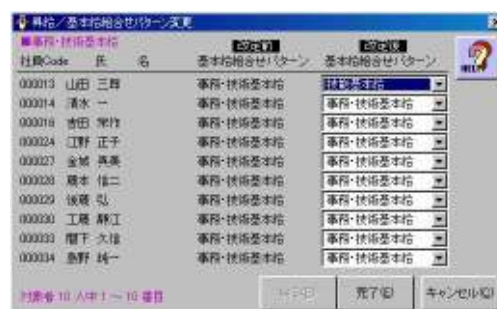 昇給／基本給組合せパターン変更
■事務・技術基本給
改定前 改定後
社員Code 氏 名 基本給組合せパターン 基本給組合せパターン
HELP
000013 山田 三郎 事務・技術基本給 技能基本給
000014 清水 一 事務・技術基本給 事務・技術基本給
000016 吉田 栄作 事務・技術基本給 事務・技術基本給
000024 江野 正子 事務・技術基本給 事務・技術基本給
000027 金城 真美 事務・技術基本給 事務・技術基本給
000028 藤本 信二 事務・技術基本給 事務・技術基本給
000029 後藤 弘 事務・技術基本給 事務・技術基本給
000030 工藤 静江 事務・技術基本給 事務・技術基本給
000033 間下 大信 事務・技術基本給 事務・技術基本給
000034 純一 事務・技術基本給 事務・技術基本給
対象者 10 人中 1 ～ 10 番目
完了(E) キャンセル(Q)